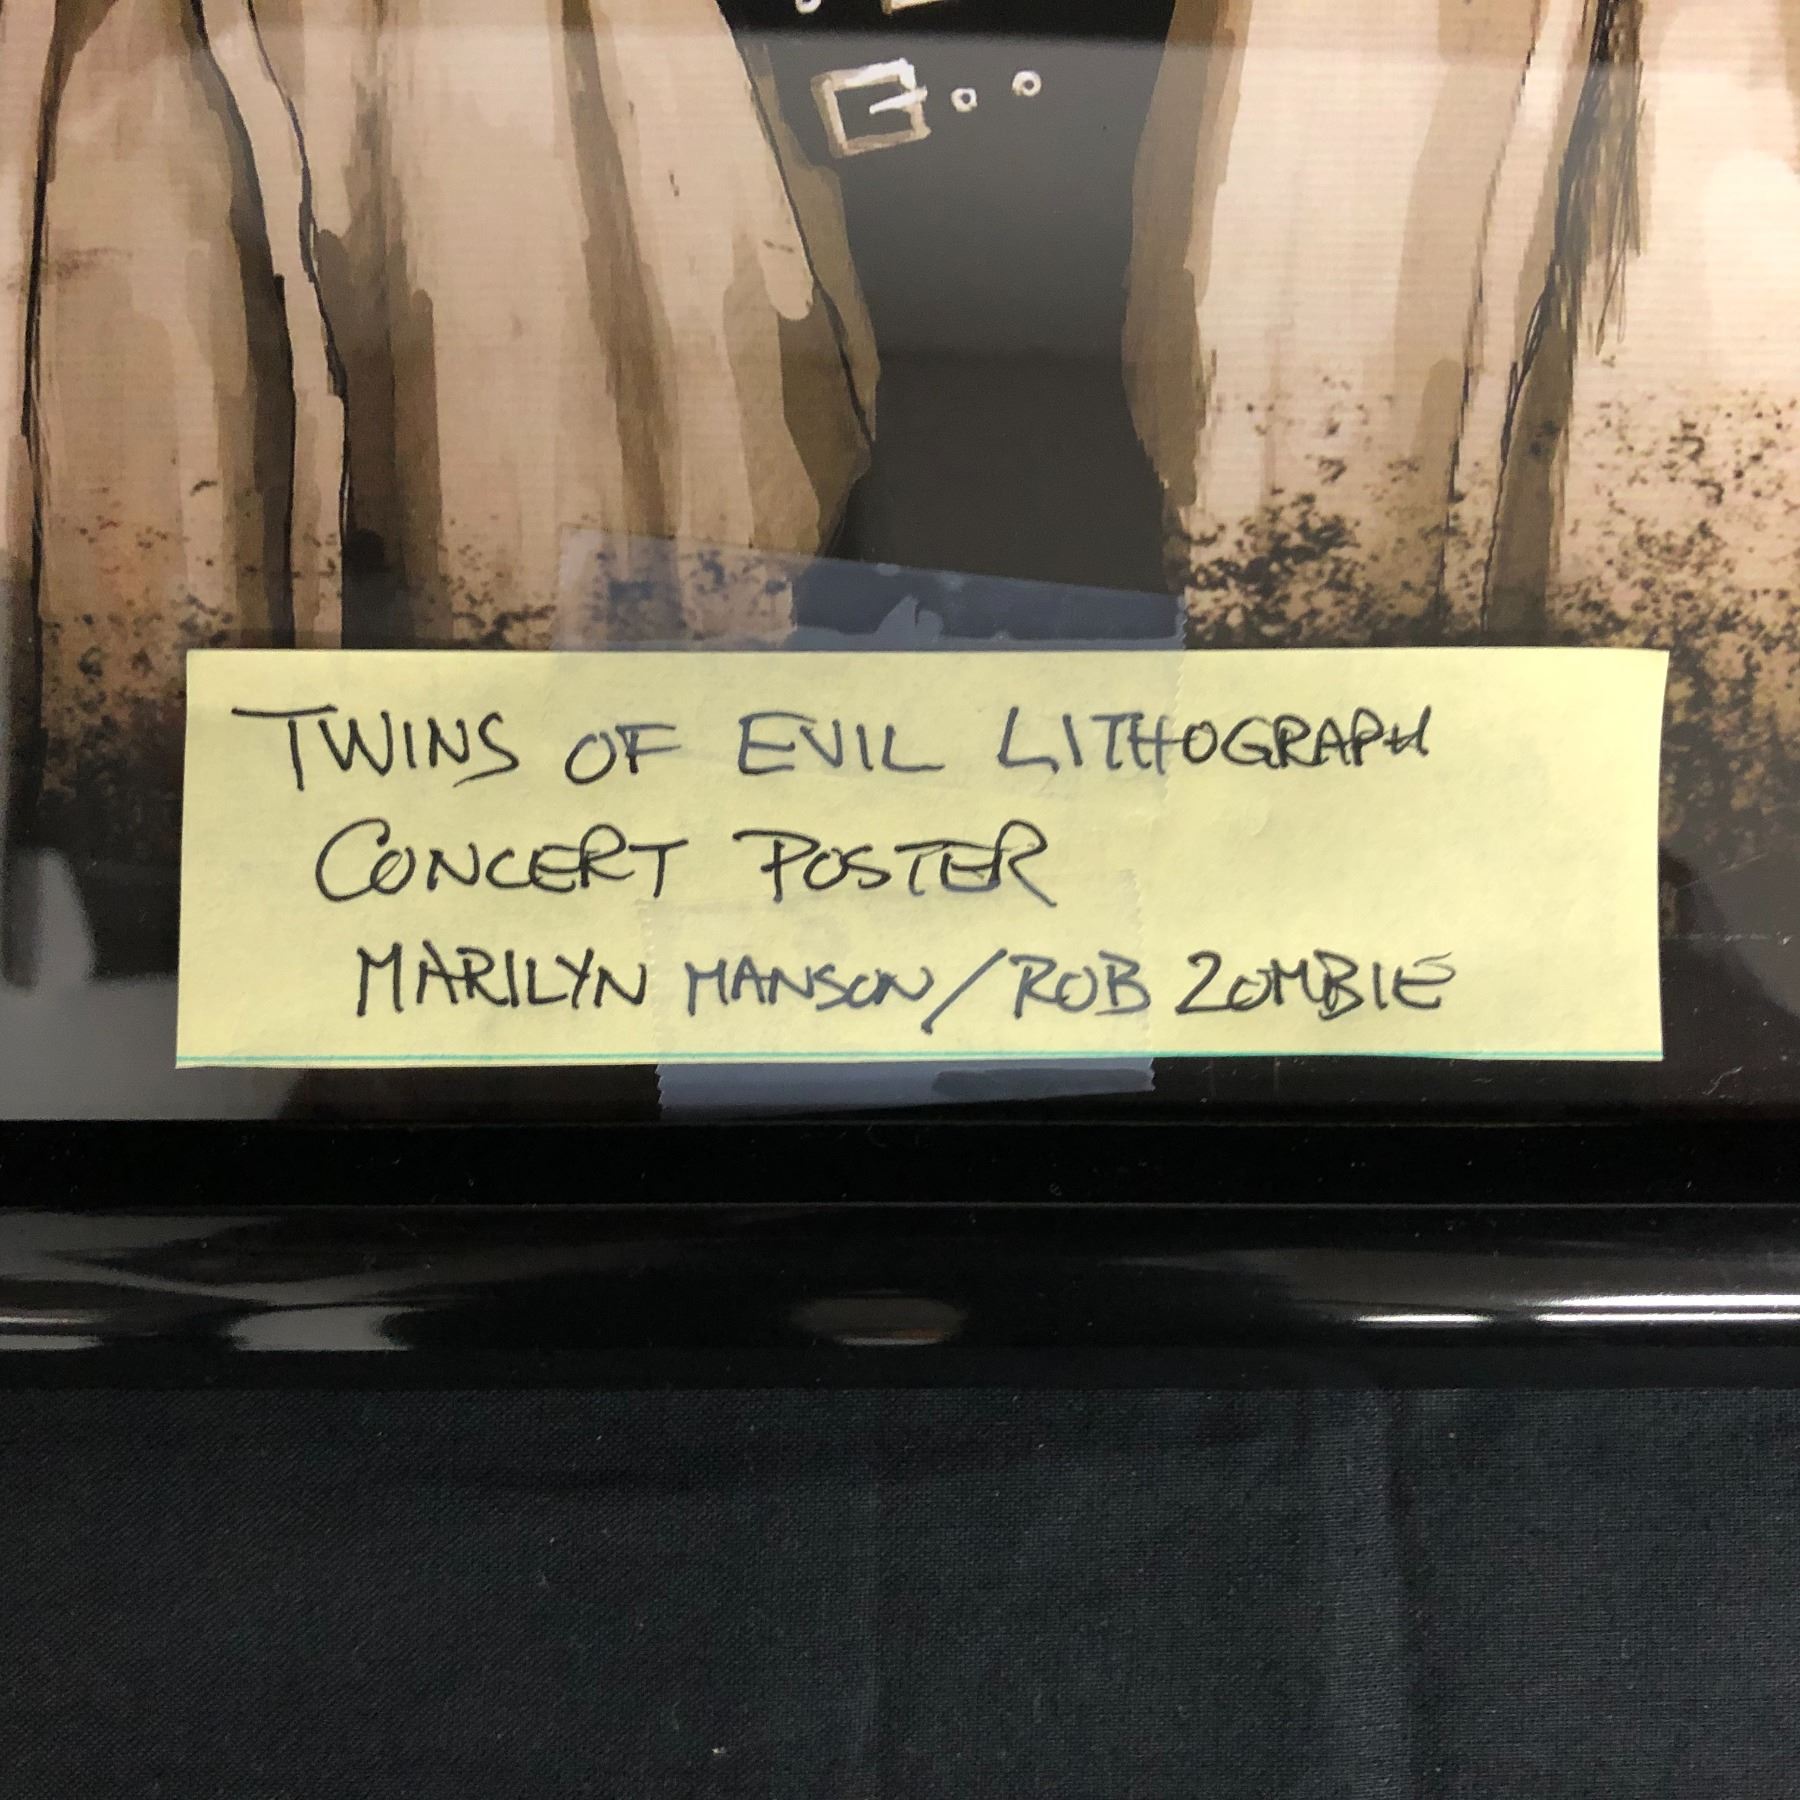 TWINS OF EVIL LITHOGRAPH
CONCERT POSTER
MARILYN MANSON/ROB ZOMBIE